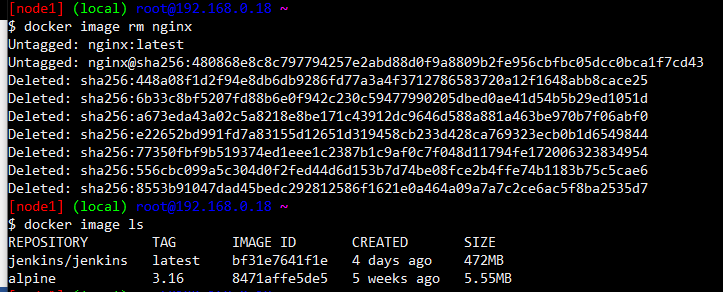 [node1] (local) root@192.168.0.18 ~
$ docker image rm nginx
Untagged: nginx:latest
Untagged: nginx@sha256:480868e8c8c797794257e2abd88d0f9a8809b2fe956cbfbc05dcc0bca1f7cd43
Deleted: sha256:448a08f1d2f94e8db6db9286fd77a3a4f3712786583720a12f1648abb8cace25
Deleted: sha256:6b33c8bf5207fd88b6e0f942c230c59477990205dbed0ae41d54b5b29ed1051d
Deleted: sha256:a673eda43a02c5a8218e8be171c43912dc9646d588a881a463be970b7f06abf0
Deleted: sha256:e22652bd991fd7a83155d12651d319458cb233d428ca769323ecb0b1d6549844
Deleted: sha256:77350fbf9b519374ed1eee1c2387b1c9af0c7f048d11794fe172006323834954
Deleted: sha256:556cbc099a5c304d0f2fed44d6d153b7d74be08fce2b4ffe74b1183b75c5cae6
Deleted: sha256:8553b91047dad45bedc292812586f1621e0a464a09a7a7c2ce6ac5f8ba2535d7
[node1] (local) root@192.168.0.18 ~
$ docker image ls
REPOSITORY TAG IMAGE ID CREATED SIZE
jenkins/jenkins latest bf31e7641f1e 4 days ago 472MB
alpine 3.16 8471affe5de5 5 weeks ago 5.55MB